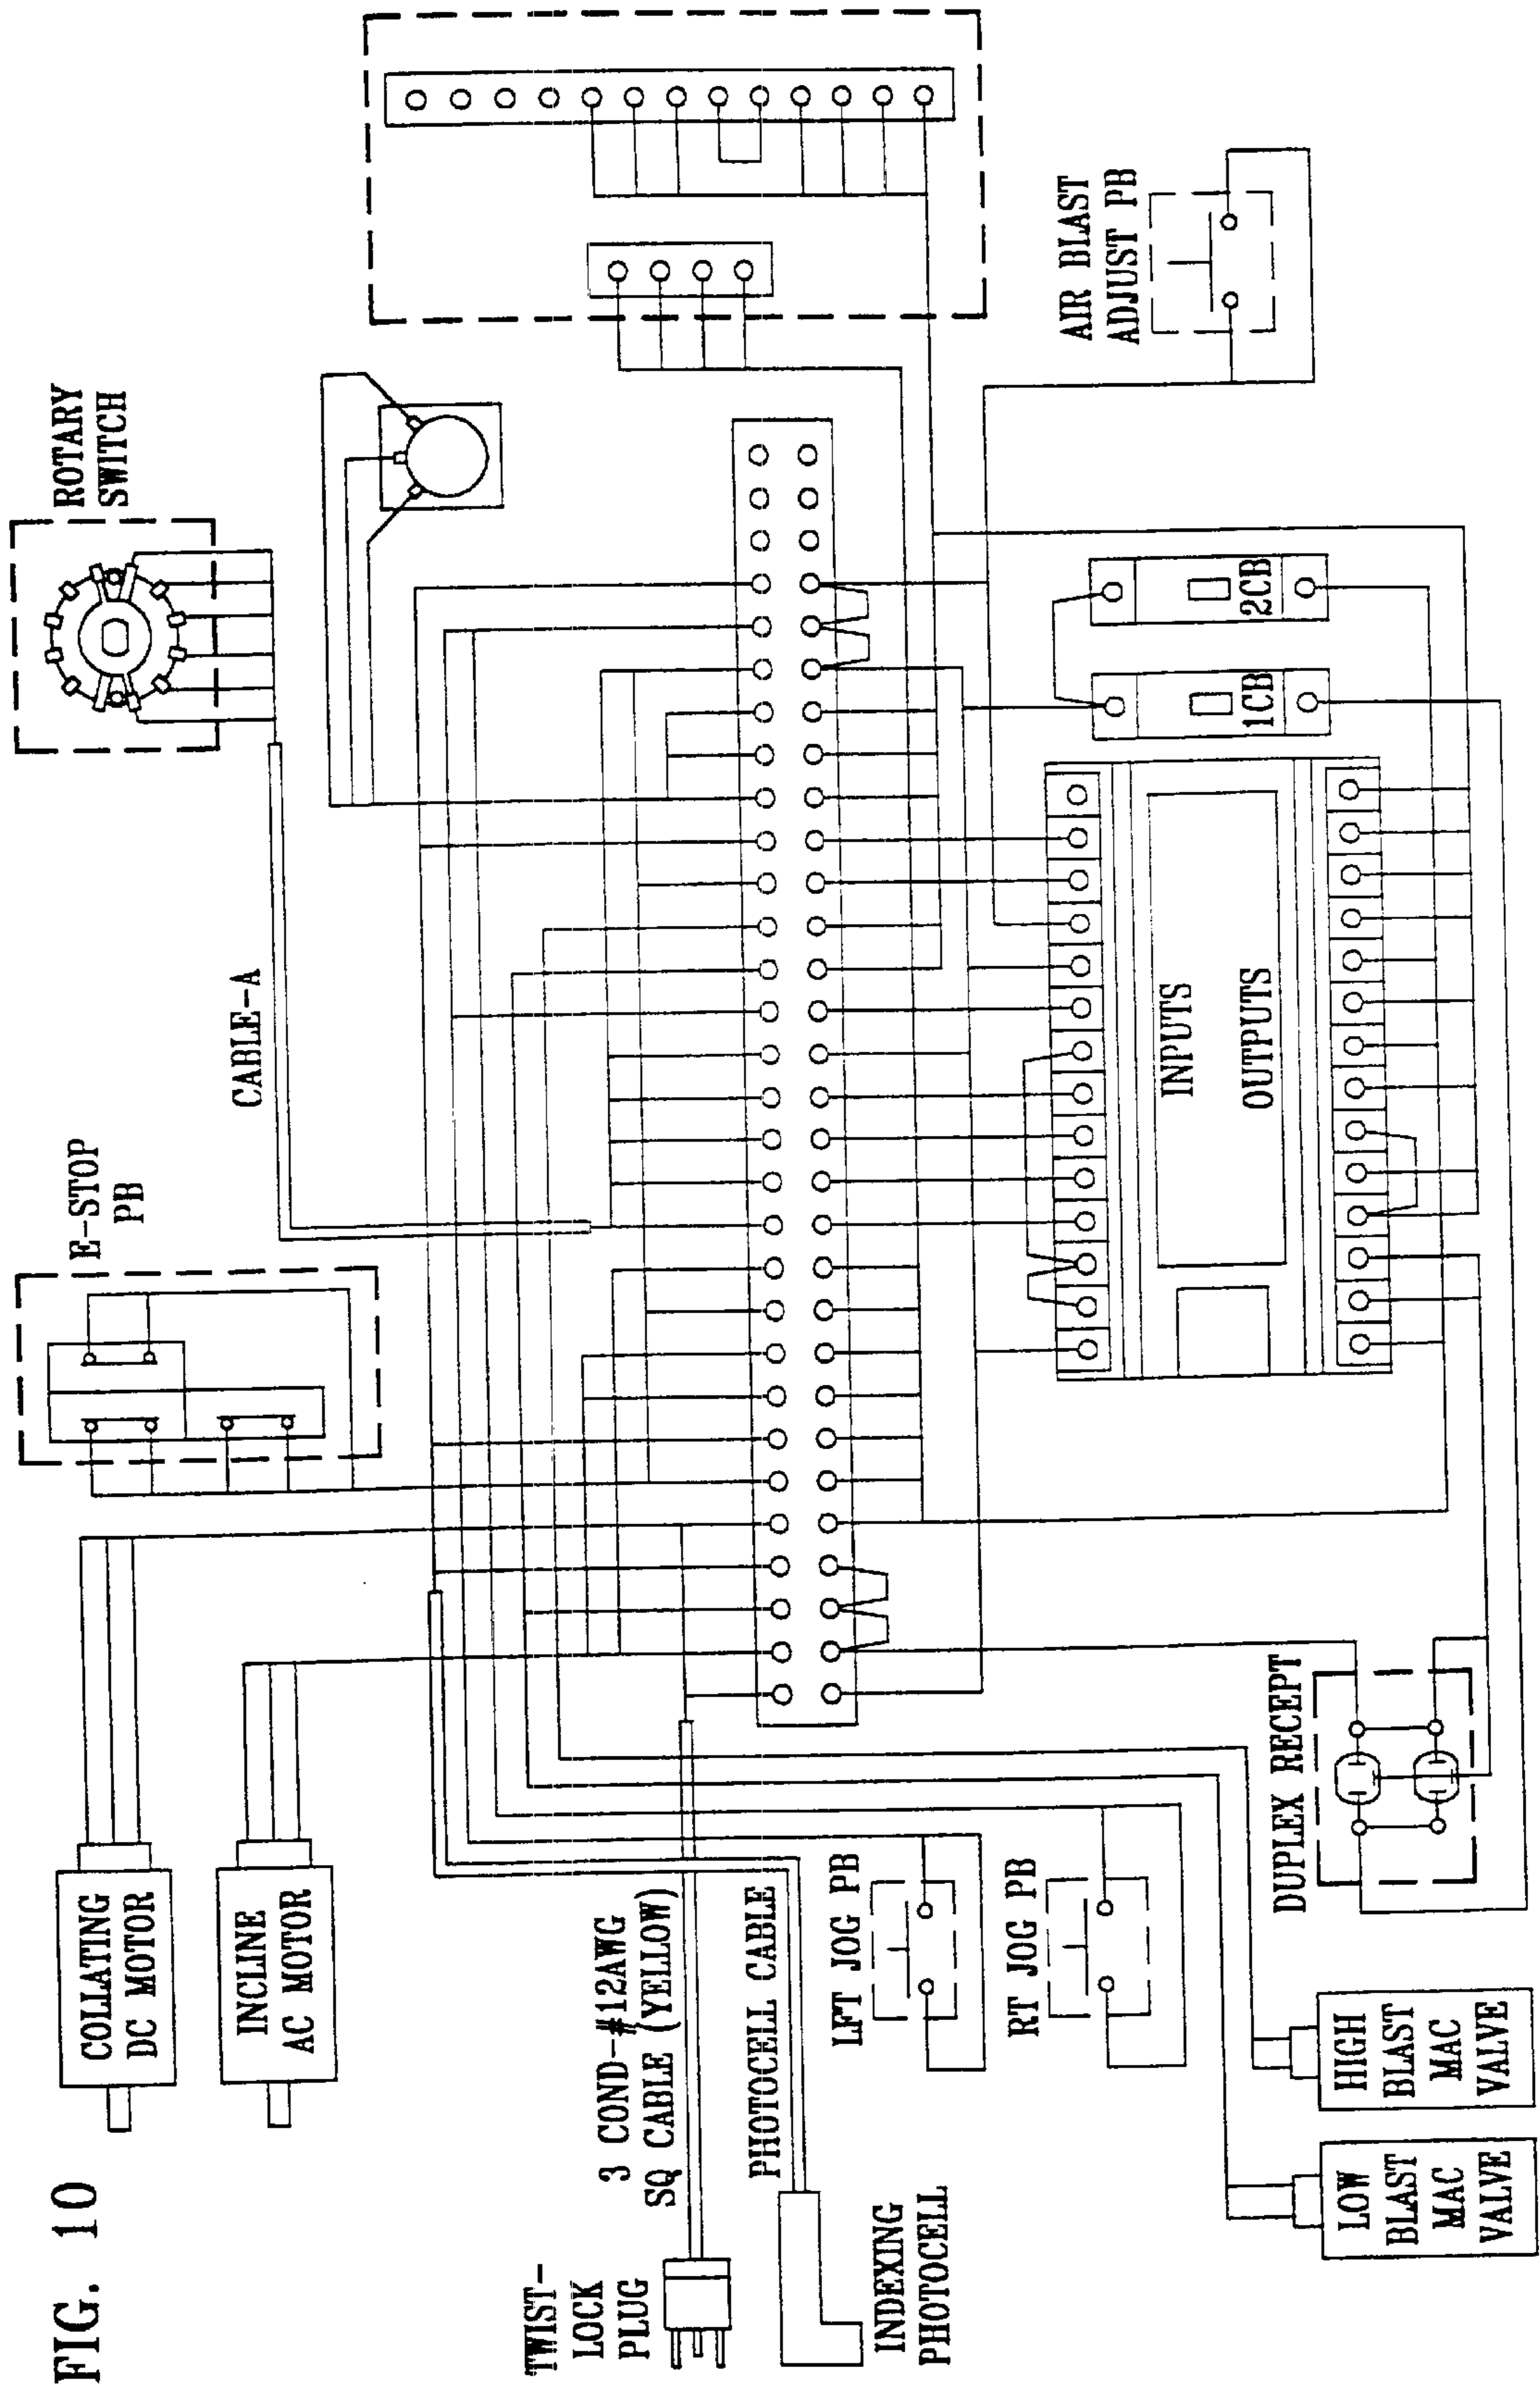 FIG. 10
COLLATING
DC MOTOR
INCLINE
AC MOTOR
E-STOP
PB
CABLE-A
ROTARY
SWITCH
TWIST-
LOCK
PLUG
3 COND-#12AWG
SQ CABLE (YELLOW)
PHOTOCELL CABLE
INDEXING
PHOTOCELL
LFT JOG PB
RT JOG PB
DUPLEX RECEPT
LOW
BLAST
MAC
VALVE
HIGH
BLAST
MAC
VALVE
INPUTS
OUTPUTS
1CB
2CB
AIR BLAST
ADJUST PB